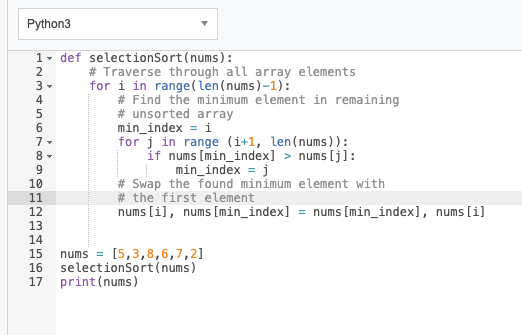 Python3
1 def selectionSort(nums):
2     # Traverse through all array elements
3     for i in range(len(nums)-1):
4         # Find the minimum element in remaining
5         # unsorted array
6         min_index = i
7         for j in range (i+1, len(nums)):
8             if nums[min_index] > nums[j]:
9                 min_index = j
10         # Swap the found minimum element with
11         # the first element
12         nums[i], nums[min_index] = nums[min_index], nums[i]
13
14
15 nums = [5,3,8,6,7,2]
16 selectionSort(nums)
17 print(nums)